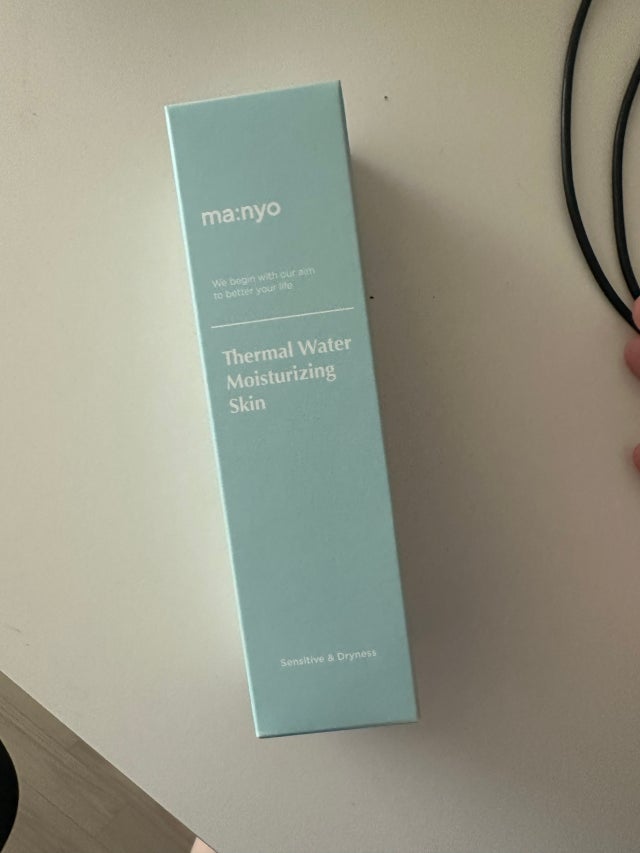 ma:nyo
We begin with our aim
to better your life
Thermal Water
Moisturizing
Skin
Sensitive & Dryness